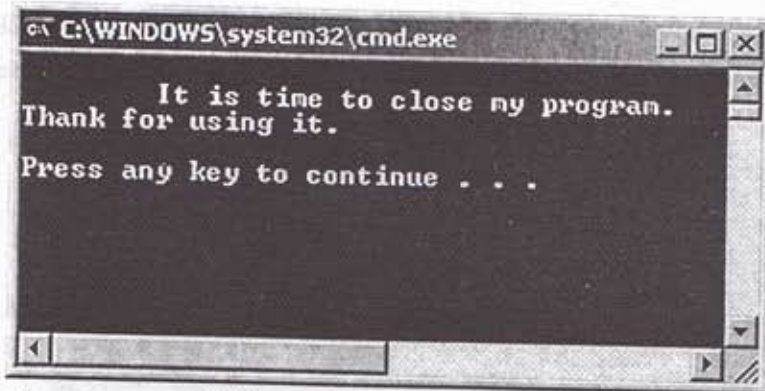 C:\WINDOWS\system32\cmd.exe
It is time to close my program.
Thank for using it.
Press any key to continue . . .